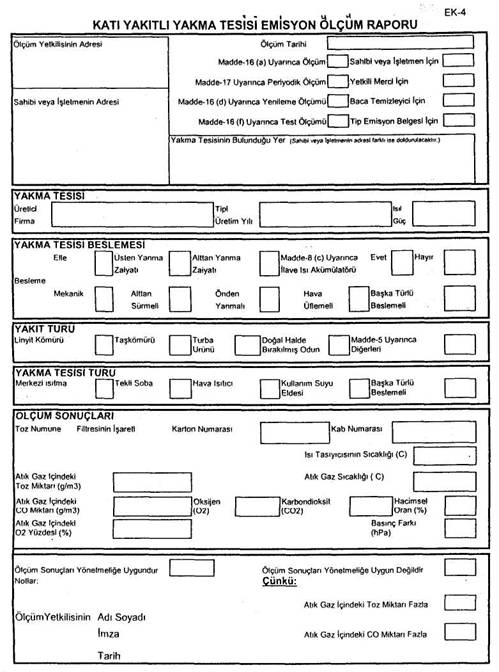 EK-4
KATI YAKITLI YAKMA TESİSİ EMİSYON ÖLÇÜM RAPORU
Ölçüm Yetkilisinin Adresi
Ölçüm Tarihi
Madde-16 (a) Uyarınca Ölçüm Sahibi veya İşletmen İçin
Madde-17 Uyarınca Periyodik Ölçüm Yetkili Merci İçin
Sahibi veya İşletmenin Adresi
Madde-16 (d) Uyarınca Yenileme Ölçümü Baca Temizleyici İçin
Madde-16 (f) Uyarınca Test Ölçümü Tip Emisyon Belgesi İçin
Yakma Tesisinin Bulunduğu Yer (Sahibi veya İşletmenin adresi farklı ise doldurulacaktır.)
YAKMA TESİSİ
Üretici Tipi Isıl
Firma Üretim Yılı Güç
YAKMA TESİSİ BESLEMESİ
Elle Üsten Yanma Alttan Yanma Madde-8 (c) Uyarınca Evet Hayır
Zaiyatı Zaiyatı İlave Isı Akümülatörü
Besleme
Mekanik Alttan Önden Hava Başka Türlü
Sürmeli Yanmalı Üflemeli Beslemeli
YAKIT TÜRÜ
Linyit Kömürü Taşkömürü Turba Doğal Halde Madde-5 Uyarınca
Ürünü Bırakılmış Odun Diğerleri
YAKMA TESİSİ TÜRÜ
Merkezi ısıtma Tekli Soba Hava Isıtıcı Kullanım Suyu Başka Türlü
Eldesi Beslemeli
ÖLÇÜM SONUÇLARI
Toz Numune Filtresinin İşareti Karton Numarası Kab Numarası
Isı Taşıyıcısının Sıcaklığı (C)
Atık Gaz İçindeki Atık Gaz Sıcaklığı ( C)
Toz Miktarı (g/m3)
Atık Gaz İçindeki Oksijen Karbondioksit Hacimsel
CO Miktarı (g/m3) (O2) (CO2) Oran (%)
Atık Gaz İçindeki Basınç Farkı
O2 Yüzdesi (%) (hPa)
Ölçüm Sonuçları Yönetmeliğe Uygundur Ölçüm Sonuçları Yönetmeliğe Uygun Değildir
Notlar: Çünkü:
Atık Gaz İçindeki Toz Miktarı Fazla
ÖlçümYetkilisinin Adı Soyadı
İmza Atık Gaz İçindeki CO Miktarı Fazla
Tarih